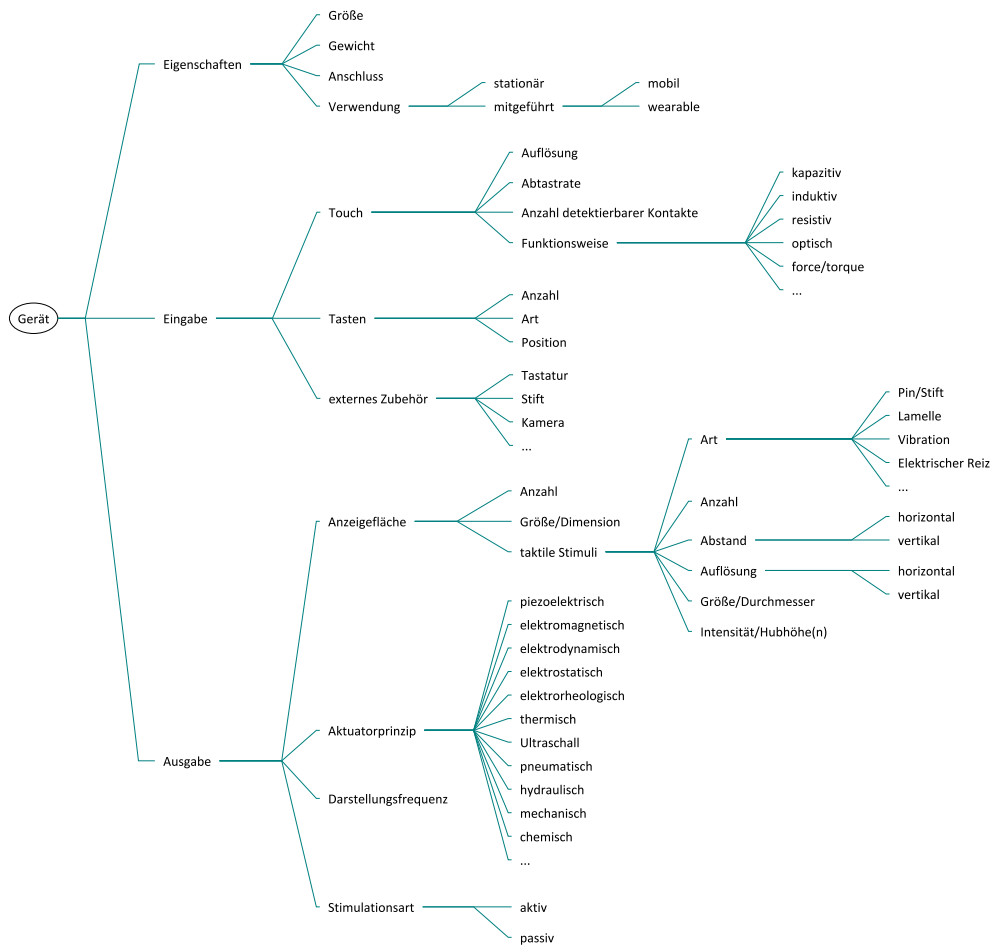 Gerät
Eigenschaften
Größe
Gewicht
Anschluss
Verwendung
stationär
mitgeführt
mobil
wearable
Eingabe
Touch
Auflösung
Abtastrate
Anzahl detektierbarer Kontakte
Funktionsweise
kapazitiv
induktiv
resistiv
optisch
force/torque
...
Tasten
Anzahl
Art
Position
externes Zubehör
Tastatur
Stift
Kamera
...
Ausgabe
Anzeigefläche
Anzahl
Größe/Dimension
taktile Stimuli
Art
Pin/Stift
Lamelle
Vibration
Elektrischer Reiz
...
Anzahl
Abstand
horizontal
vertikal
Auflösung
horizontal
vertikal
Größe/Durchmesser
Intensität/Hubhöhe(n)
Aktuatorprinzip
piezoelektrisch
elektromagnetisch
elektrodynamisch
elektrostatisch
elektrorheologisch
thermisch
Ultraschall
pneumatisch
hydraulisch
mechanisch
chemisch
...
Darstellungsfrequenz
Stimulationsart
aktiv
passiv